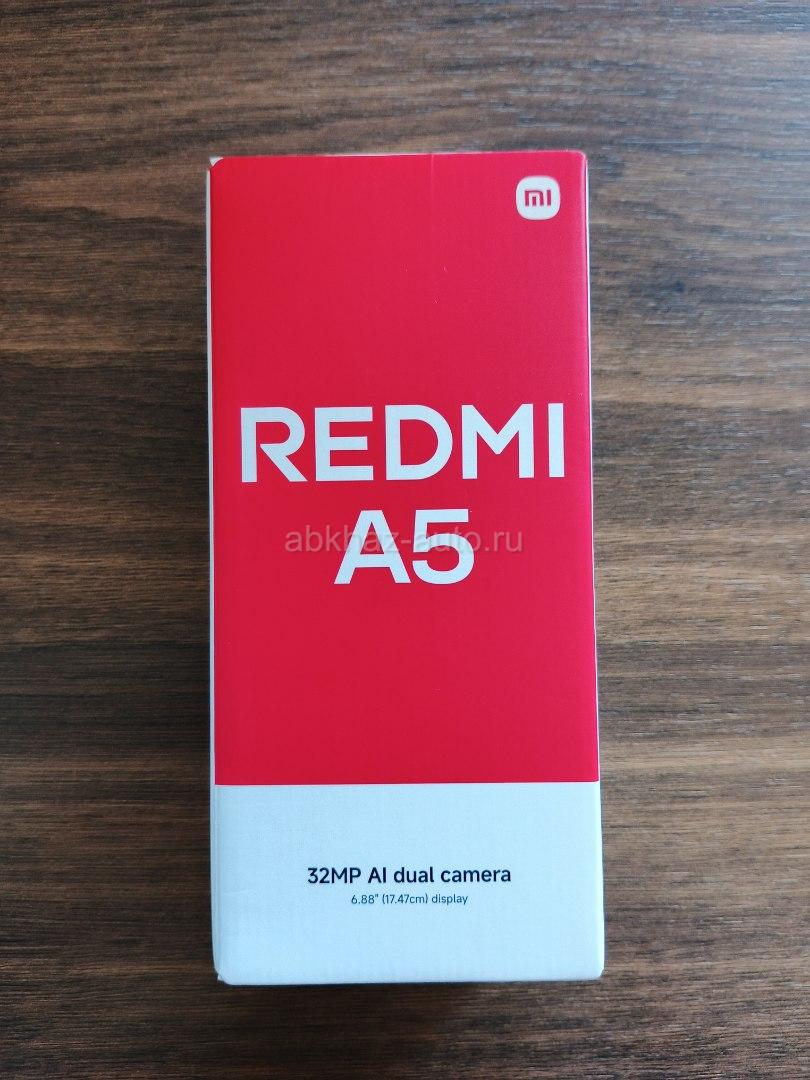 mi
REDMI
A5
abkhaz-auto.ru
32MP AI dual camera
6.88" (17.47cm) display